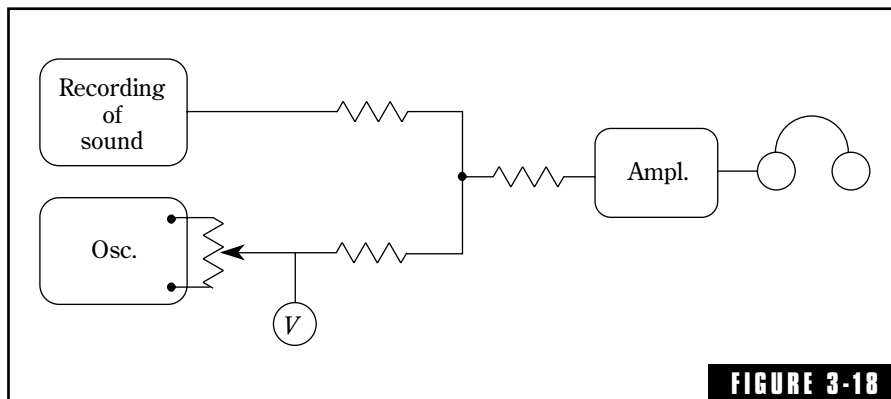 Recording
of
sound
Ampl.
Osc.
V
FIGURE 3-18